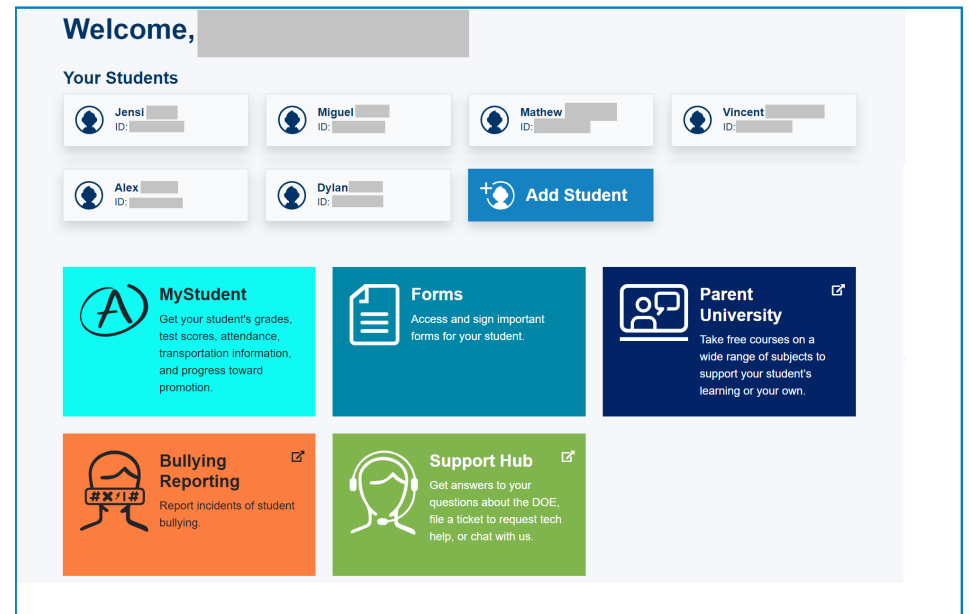 Welcome,
Your Students
Jensi
ID:
Miguel
ID:
Mathew
ID:
Vincent
ID:
Alex
ID:
Dylan
ID:
Add Student
MyStudent
Get your student's grades,
test scores, attendance,
transportation information,
and progress toward
promotion.
Forms
Access and sign important
forms for your student.
Parent
University
Take free courses on a
wide range of subjects to
support your student's
learning or your own.
#X⚡!#
Bullying
Reporting
Report incidents of student
bullying.
Support Hub
Get answers to your
questions about the DOE,
file a ticket to request tech
help, or chat with us.